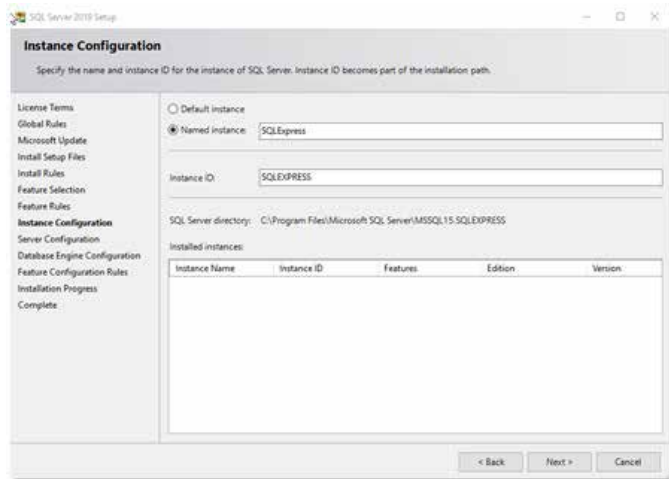 SQL Server 2019 Setup
Instance Configuration
Specify the name and instance ID for the instance of SQL Server. Instance ID becomes part of the installation path.
License Terms
Global Rules
Microsoft Update
Install Setup Files
Install Rules
Feature Selection
Feature Rules
Instance Configuration
Server Configuration
Database Engine Configuration
Feature Configuration Rules
Installation Progress
Complete
Default instance
Named instance: SQLExpress
Instance ID: SQLEXPRESS
SQL Server directory: C:\Program Files\Microsoft SQL Server\MSSQL15.SQLEXPRESS
Installed instances:
Instance Name Instance ID Features Edition Version
< Back Next > Cancel